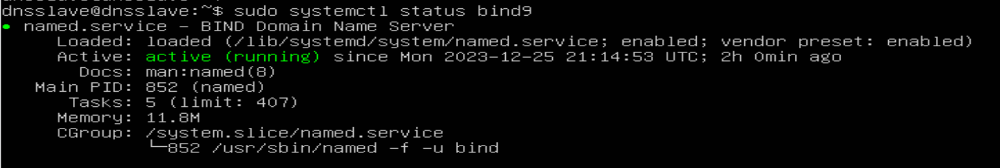 dnsslave@dnsslave:~$ sudo systemctl status bind9
● named.service – BIND Domain Name Server
Loaded: loaded (/lib/systemd/system/named.service; enabled; vendor preset: enabled)
Active: active (running) since Mon 2023-12-25 21:14:53 UTC; 2h 0min ago
Docs: man:named(8)
Main PID: 852 (named)
Tasks: 5 (limit: 407)
Memory: 11.8M
CGroup: /system.slice/named.service
└─852 /usr/sbin/named -f -u bind